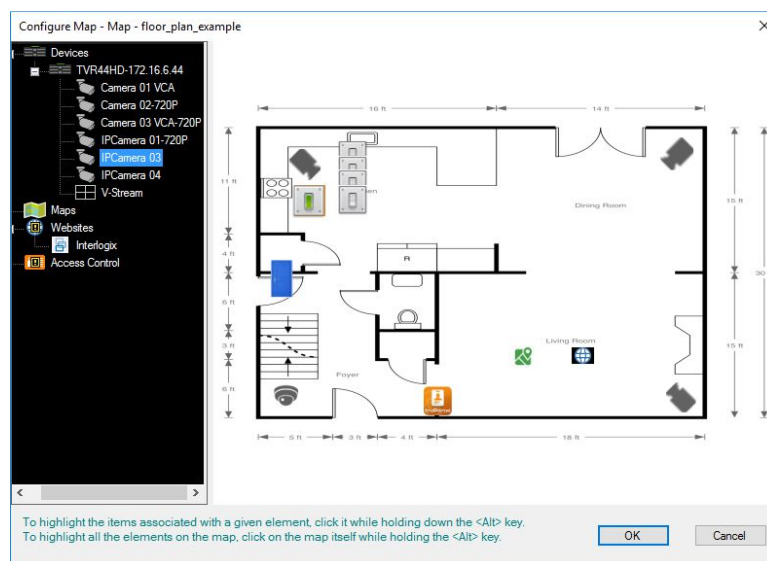 Configure Map - Map - floor_plan_example
Devices
TVR44HD-172.16.6.44
Camera 01 VCA
Camera 02-720P
Camera 03 VCA-720P
IPCamera 01-720P
IPCamera 03
IPCamera 04
V-Stream
Maps
Websites
Interlogix
Access Control
16 ft
14 ft
11 ft
15 ft
Dining Room
4 ft
R
30
6 ft
3 ft
Living Room
15 ft
Foyer
6 ft
5 ft
3 ft
4 ft
18 ft
To highlight the items associated with a given element, click it while holding down the <Alt> key.
To highlight all the elements on the map, click on the map itself while holding the <Alt> key.
OK
Cancel